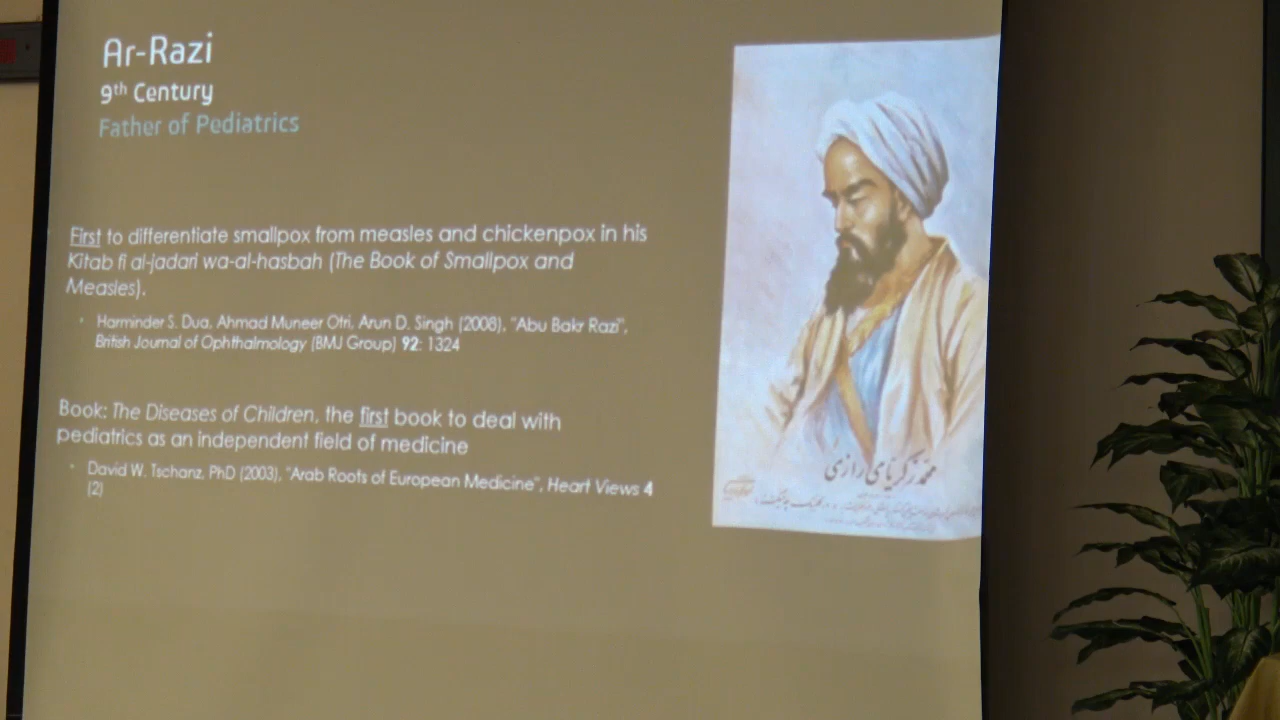 Ar-Razi
9th Century
Father of Pediatrics
First to differentiate smallpox from measles and chickenpox in his
Kitab fi al-jadari wa-al-hasbah (The Book of Smallpox and
Measles).
Harminder S. Dua, Ahmad Muneer Otri, Arun D. Singh (2008), "Abu Bakr Razi",
British Journal of Ophthalmology (BMJ Group) 92: 1324
Book: The Diseases of Children, the first book to deal with
pediatrics as an independent field of medicine
David W. Tschanz, PhD (2003), "Arab Roots of European Medicine", Heart Views 4
(2)
محمد زکریای رازی